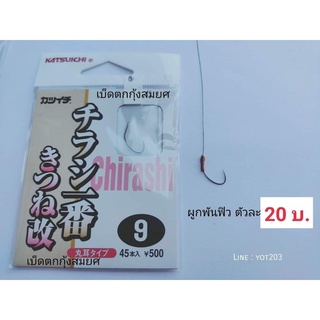 KATSUICHI
เบ็ดตกกุ้งสมยศ
カツイチ
チラシ一番
きつね改
Chirashi
9
丸耳タイプ
45本入 ¥500
เบ็ดตกกุ้งสมยศ
ผูกพันฟิว ตัวละ 20 บ.
LINE : YOT203